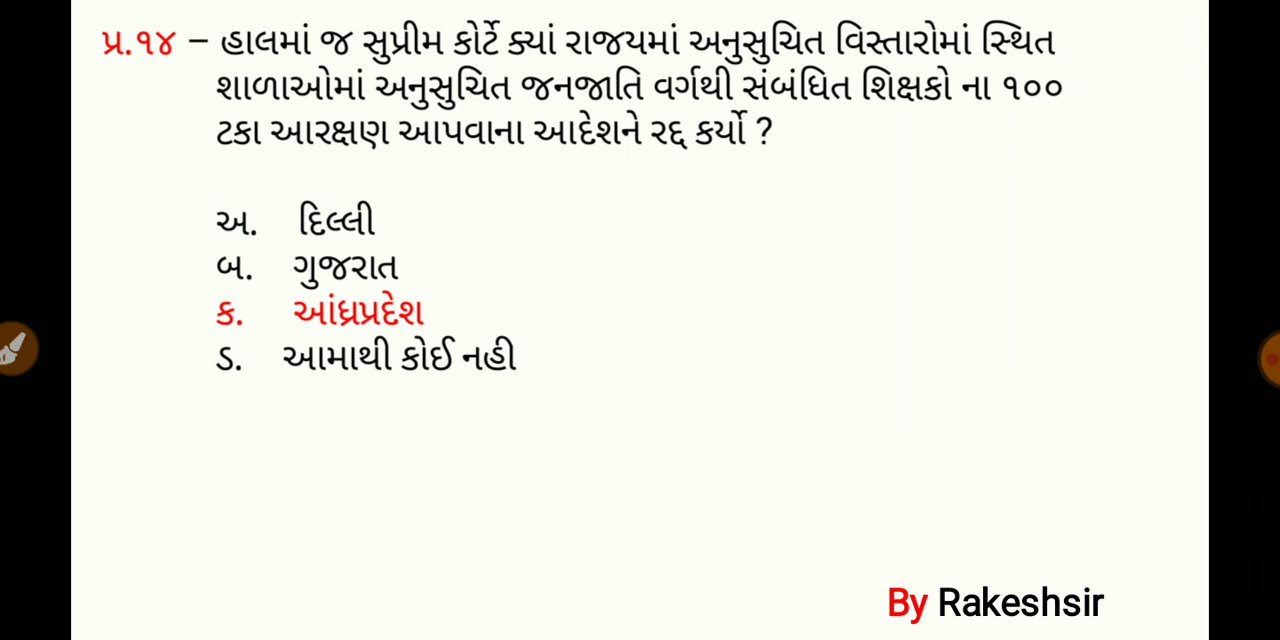 પ્ર.૧૪ – હાલમાં જ સુપ્રીમ કોર્ટે ક્યાં રાજયમાં અનુસુચિત વિસ્તારોમાં સ્થિત
શાળાઓમાં અનુસુચિત જનજાતિ વર્ગથી સંબંધિત શિક્ષકો ના ૧૦૦
ટકા આરક્ષણ આપવાના આદેશને રદ્દ કર્યો ?
અ. દિલ્લી
બ. ગુજરાત
ક. આંધ્રપ્રદેશ
ડ. આમાથી કોઈ નહી
By Rakeshsir